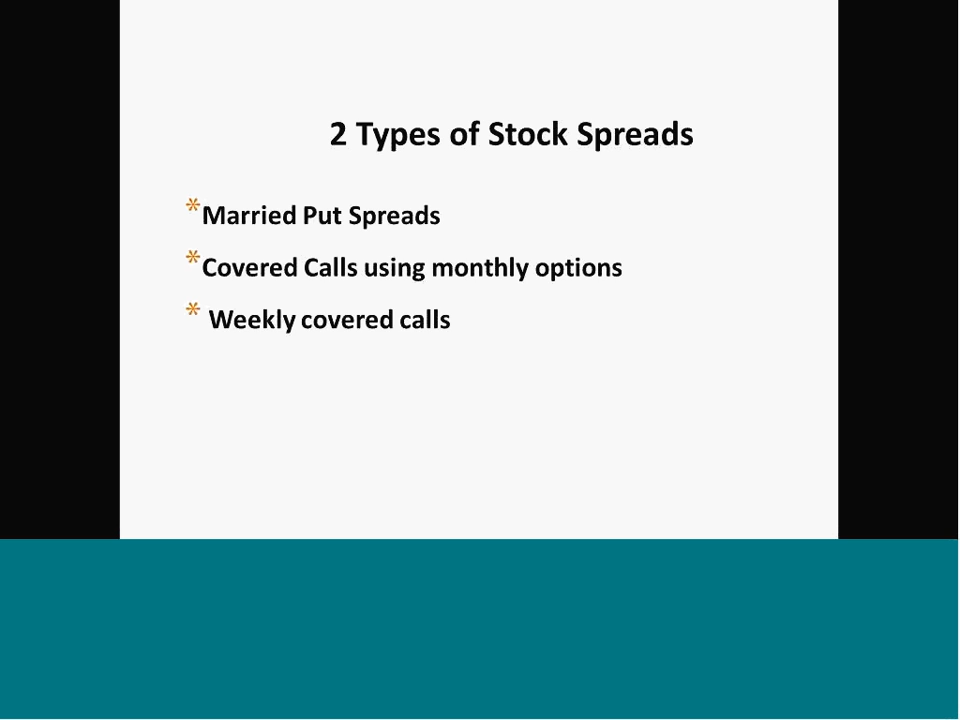 2 Types of Stock Spreads
*Married Put Spreads
*Covered Calls using monthly options
* Weekly covered calls